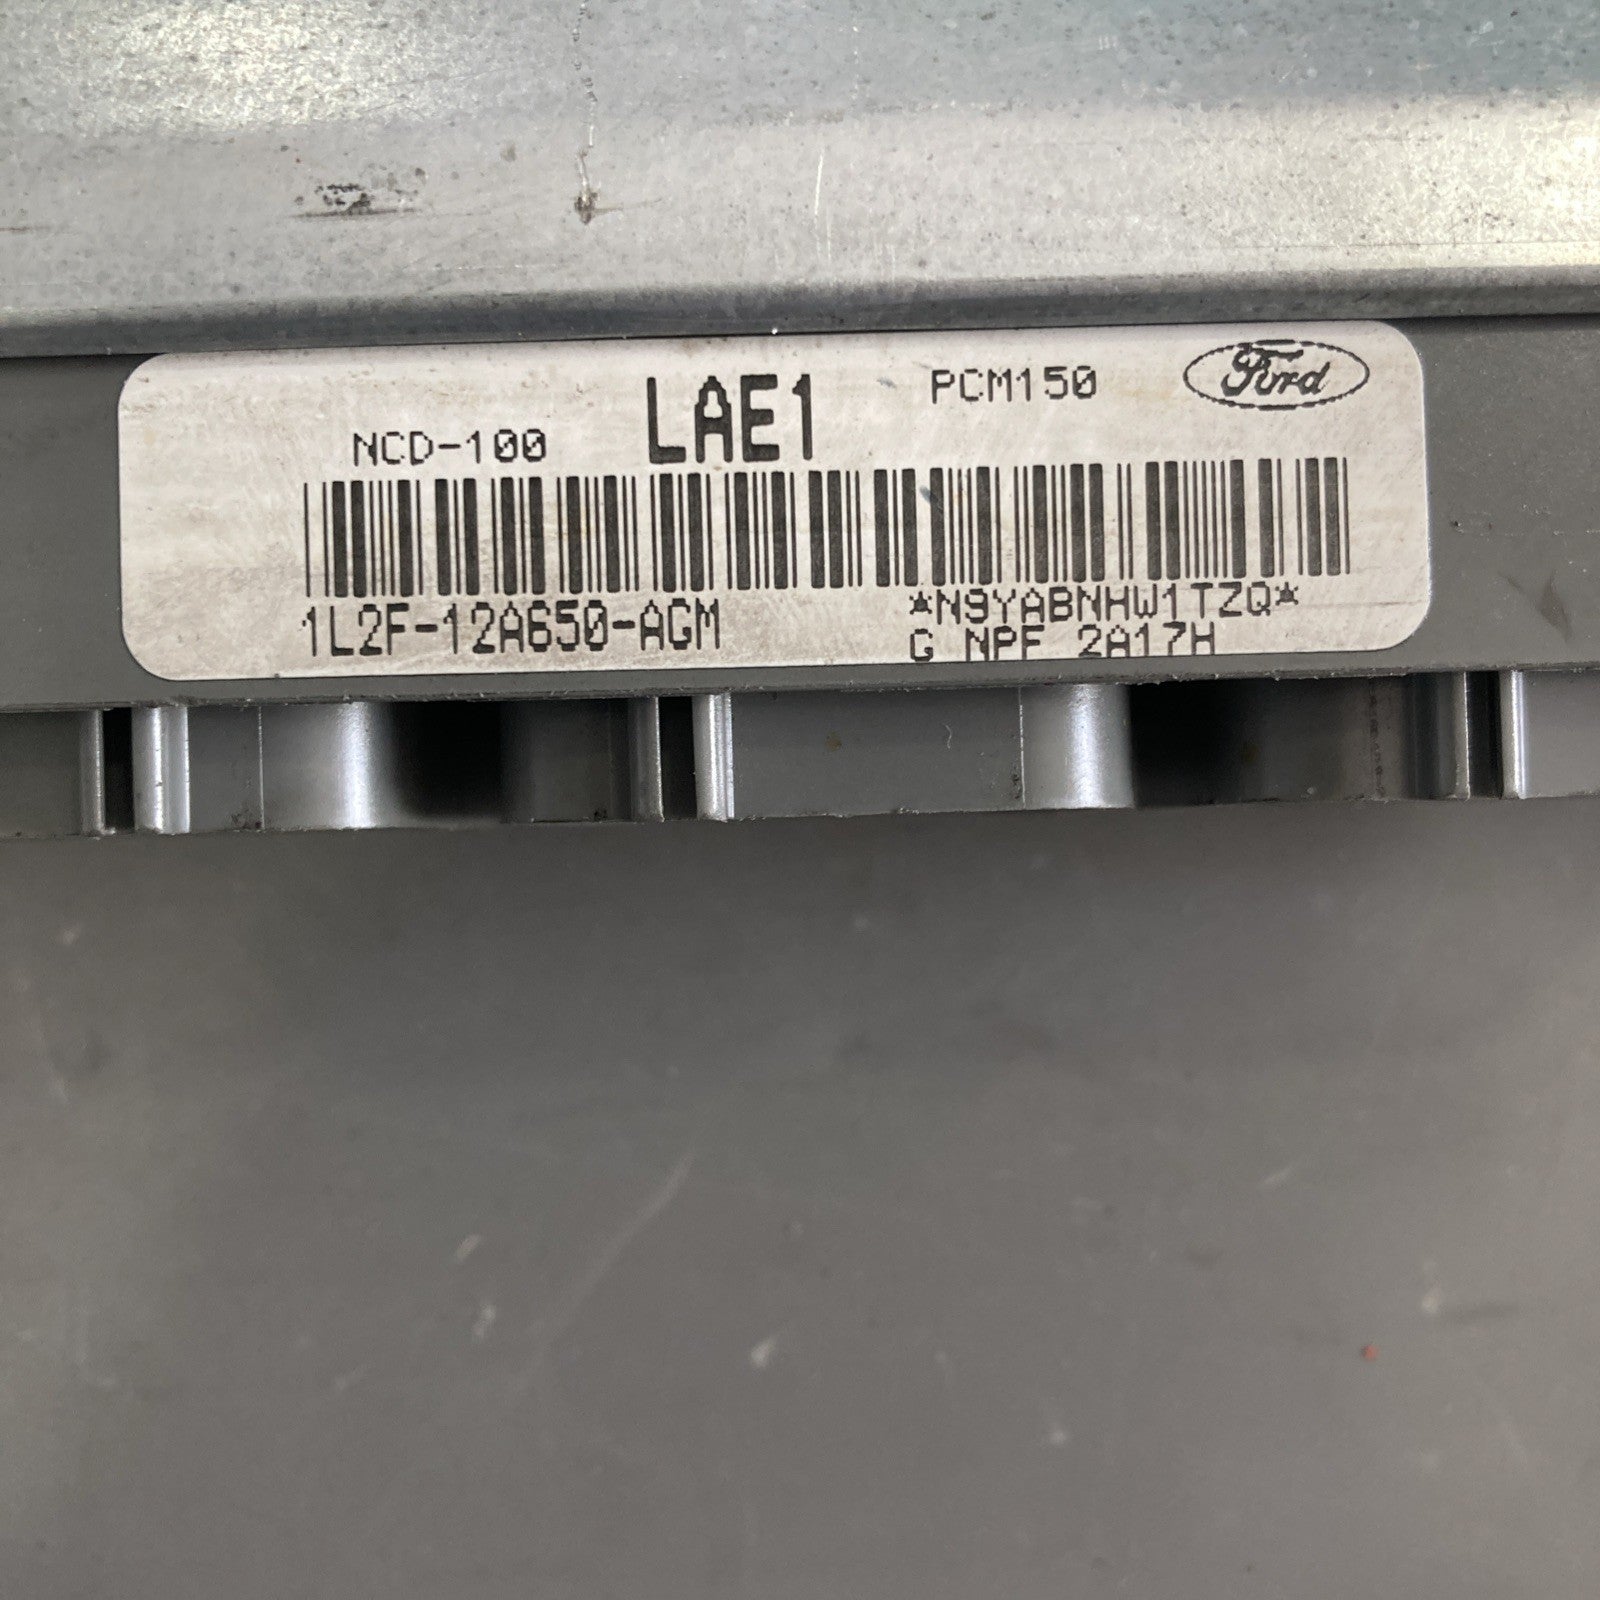 LAE1 PCM150 Ford
NCD-100
1L2F-12A650-AGM *N9YABNHW1TZQ*
G NPF 2A17H